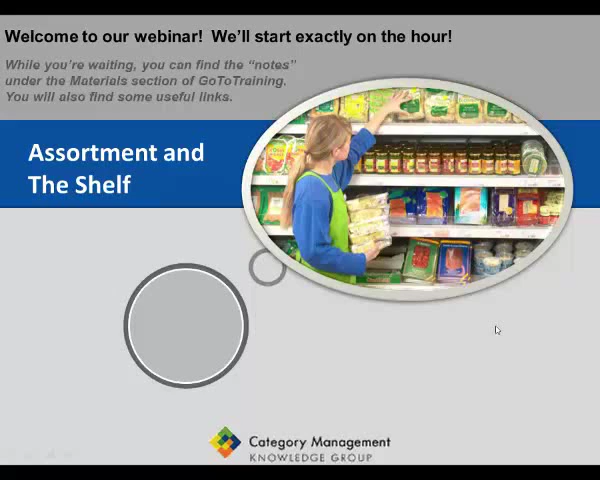 Welcome to our webinar!  We'll start exactly on the hour!
While you're waiting, you can find the “notes”
under the Materials section of GoToTraining.
You will also find some useful links.
Assortment and
The Shelf
Category Management
KNOWLEDGE GROUP